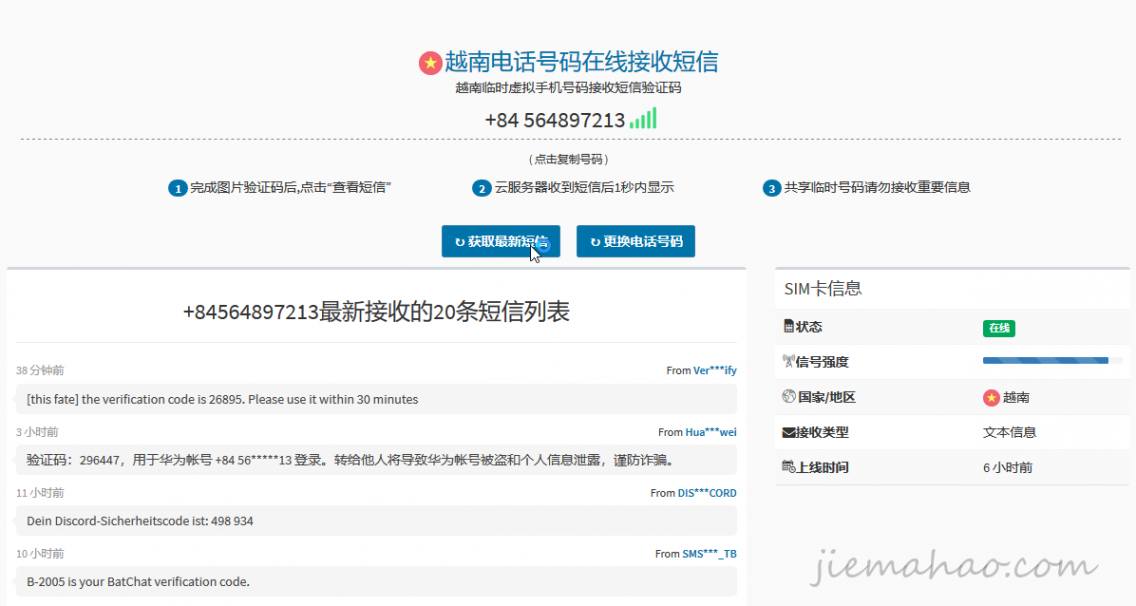 越南电话号码在线接收短信
越南临时虚拟手机号码接收短信验证码
+84 564897213
（点击复制号码）
1 完成图片验证码后,点击“查看短信”
2 云服务器收到短信后1秒内显示
3 共享临时号码请勿接收重要信息
↻ 获取最新短信
↻ 更换电话号码
+84564897213最新接收的20条短信列表
38 分钟前
From Ver***ify
[this fate] the verification code is 26895. Please use it within 30 minutes
3 小时前
From Hua***wei
验证码：296447，用于华为帐号 +84 56*****13 登录。转给他人将导致华为帐号被盗和个人信息泄露，谨防诈骗。
11 小时前
From DIS***CORD
Dein Discord-Sicherheitscode ist: 498 934
10 小时前
From SMS***_TB
B-2005 is your BatChat verification code.
SIM卡信息
状态 在线
信号强度
国家/地区 越南
接收类型 文本信息
上线时间 6 小时前
jiemahao.com